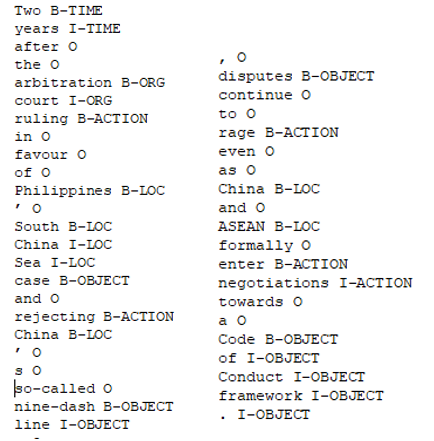 Two B-TIME
years I-TIME
after O
the O
arbitration B-ORG
court I-ORG
ruling B-ACTION
in O
favour O
of O
Philippines B-LOC
' O
South B-LOC
China I-LOC
Sea I-LOC
case B-OBJECT
and O
rejecting B-ACTION
China B-LOC
' O
s O
so-called O
nine-dash B-OBJECT
line I-OBJECT
, O
disputes B-OBJECT
continue O
to O
rage B-ACTION
even O
as O
China B-LOC
and O
ASEAN B-LOC
formally O
enter B-ACTION
negotiations I-ACTION
towards O
a O
Code B-OBJECT
of I-OBJECT
Conduct I-OBJECT
framework I-OBJECT
. I-OBJECT